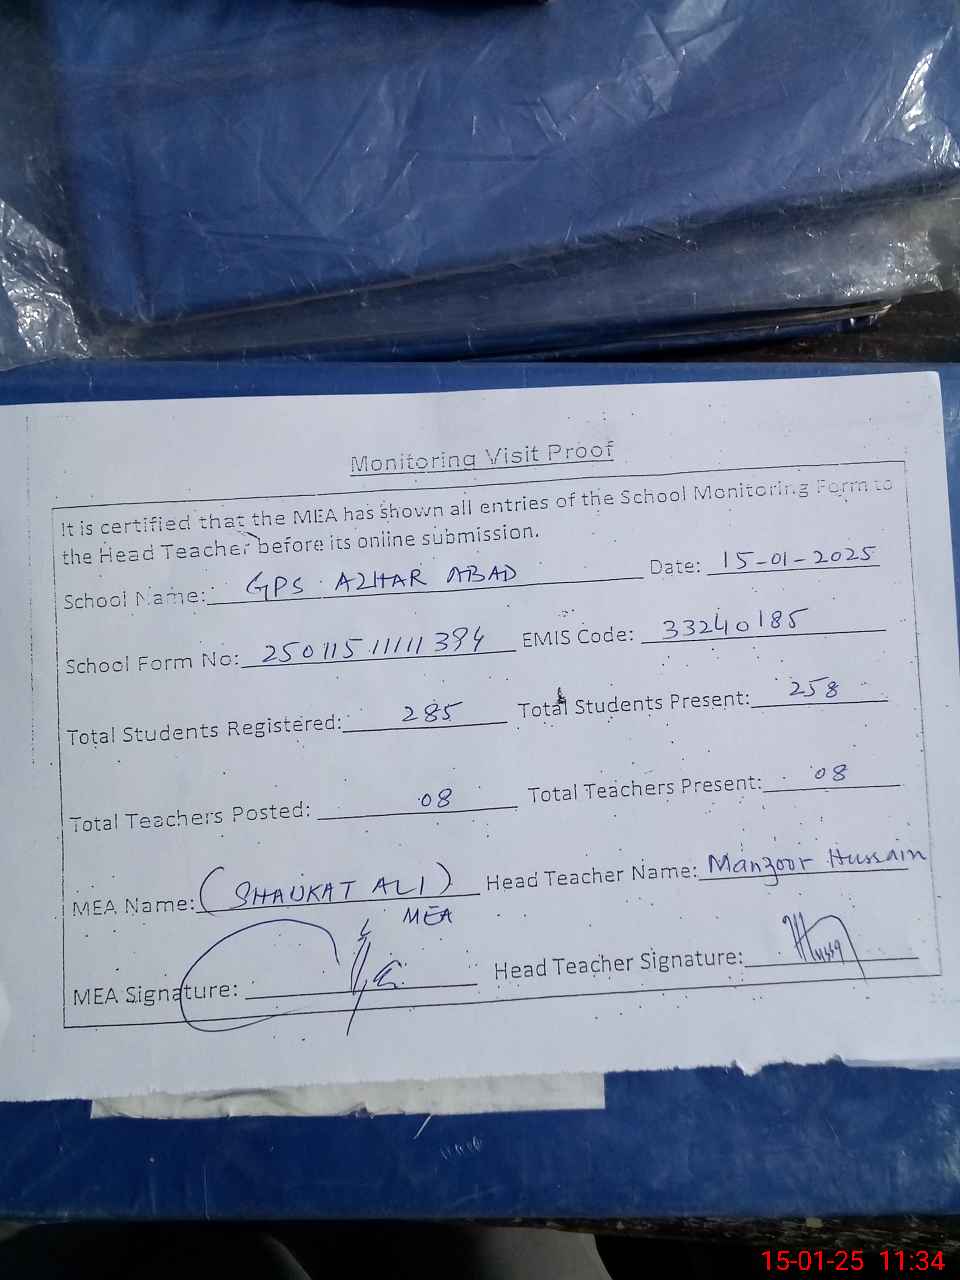 Monitoring Visit Proof
It is certified that the MEA has shown all entries of the School Monitoring Form to
the Head Teacher before its online submission.
School Name: GPS AZHAR ABAD Date: 15-01-2025
School Form No: 25011511111394 EMIS Code: 33240185
Total Students Registered: 285 Total Students Present: 258
Total Teachers Posted: 08 Total Teachers Present: 08
MEA Name: (SHAUKAT ALI) Head Teacher Name: Manzoor Hussain
MEA
MEA Signature: Head Teacher Signature:
15-01-25 11:34